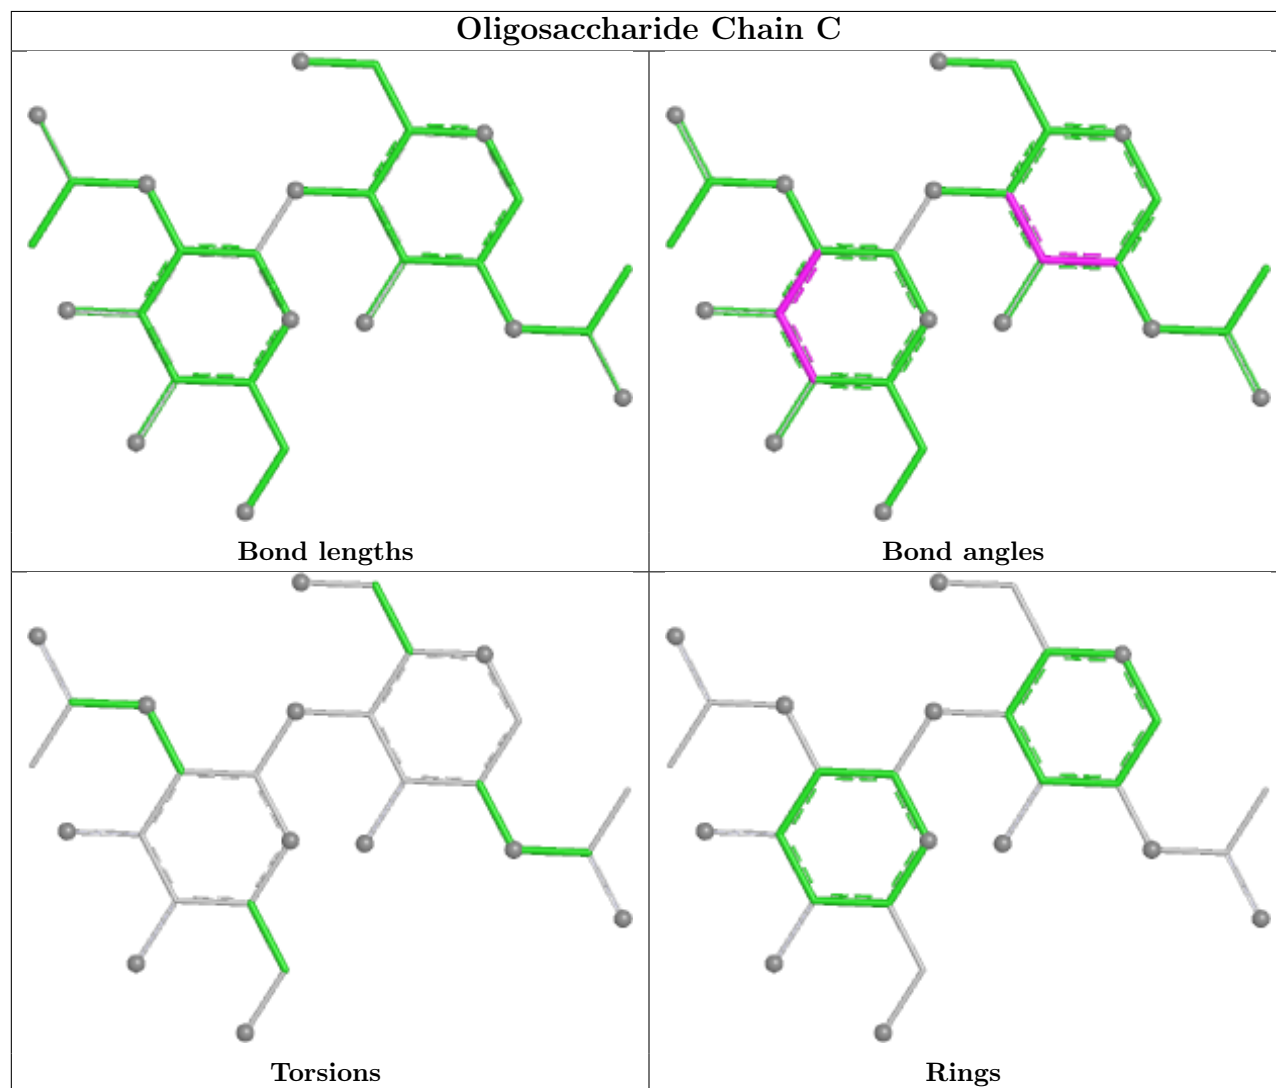 Oligosaccharide Chain C
Bond lengths
Bond angles
Torsions
Rings